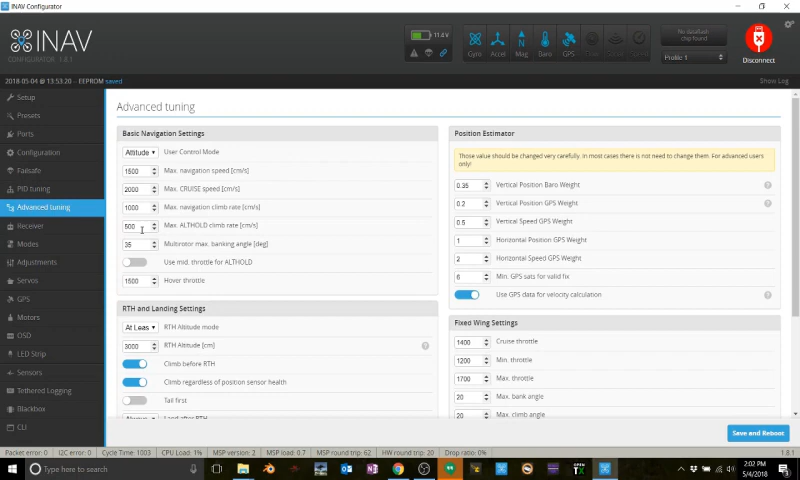 INAV Configurator
INAV
CONFIGURATOR 1.8.1
11.4 V
Gyro
Accel
Mag
Baro
GPS
No dataflash
chip found
Profile 1
Disconnect
2018-05-04 @ 13:53:20 - EEPROM saved
Show Log
Setup
Presets
Ports
Configuration
Failsafe
PID tuning
Advanced tuning
Receiver
Modes
Adjustments
Servos
GPS
Motors
OSD
LED Strip
Sensors
Tethered Logging
Blackbox
CLI
Advanced tuning
Basic Navigation Settings
Attitude User Control Mode
1500 Max. navigation speed [cm/s]
2000 Max. CRUISE speed [cm/s]
1000 Max. navigation climb rate [cm/s]
500 Max. ALTHOLD climb rate [cm/s]
35 Multirotor max. banking angle [deg]
Use mid. throttle for ALTHOLD
1500 Hover throttle
RTH and Landing Settings
At Leas RTH Altitude mode
3000 RTH Altitude [cm]
Climb before RTH
Climb regardless of position sensor health
Tail first
Always Land after RTH
Position Estimator
Those value should be changed very carefully. In most cases there is not need to change them. For advanced users
only!
0.35 Vertical Position Baro Weight
0.2 Vertical Position GPS Weight
0.5 Vertical Speed GPS Weight
1 Horizontal Position GPS Weight
2 Horizontal Speed GPS Weight
6 Min. GPS sats for valid fix
Use GPS data for velocity calculation
Fixed Wing Settings
1400 Cruise throttle
1200 Min. throttle
1700 Max. throttle
20 Max. bank angle
20 Max. climb angle
Save and Reboot
Packet error: 0
I2C error: 0
Cycle Time: 1003
CPU Load: 1%
MSP version: 2
MSP load: 0.7
MSP round trip: 62
HW round trip: 20
Drop ratio: 0%
1.8.1
Type here to search
OPEN
TX
2:02 PM
5/4/2018